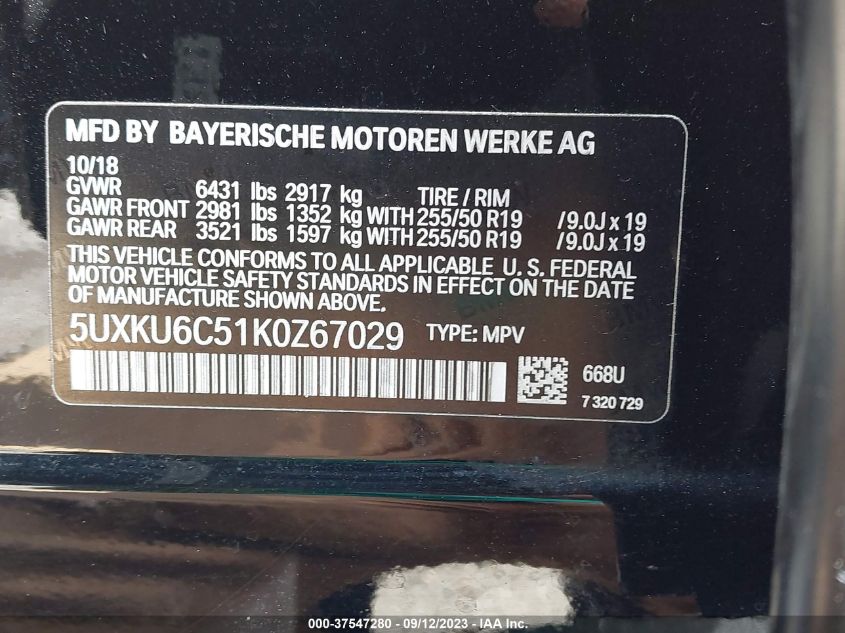 MFD BY BAYERISCHE MOTOREN WERKE AG
10/18
GVWR 6431 lbs 2917 kg TIRE / RIM
GAWR FRONT 2981 lbs 1352 kg WITH 255/50 R19 /9.0J x 19
GAWR REAR 3521 lbs 1597 kg WITH 255/50 R19 /9.0J x 19
THIS VEHICLE CONFORMS TO ALL APPLICABLE U. S. FEDERAL
MOTOR VEHICLE SAFETY STANDARDS IN EFFECT ON THE DATE
OF MANUFACTURE SHOWN ABOVE.
5UXKU6C51K0Z67029 TYPE: MPV
668U
7 320 729
000-37547280 - 09/12/2023 - IAA Inc.